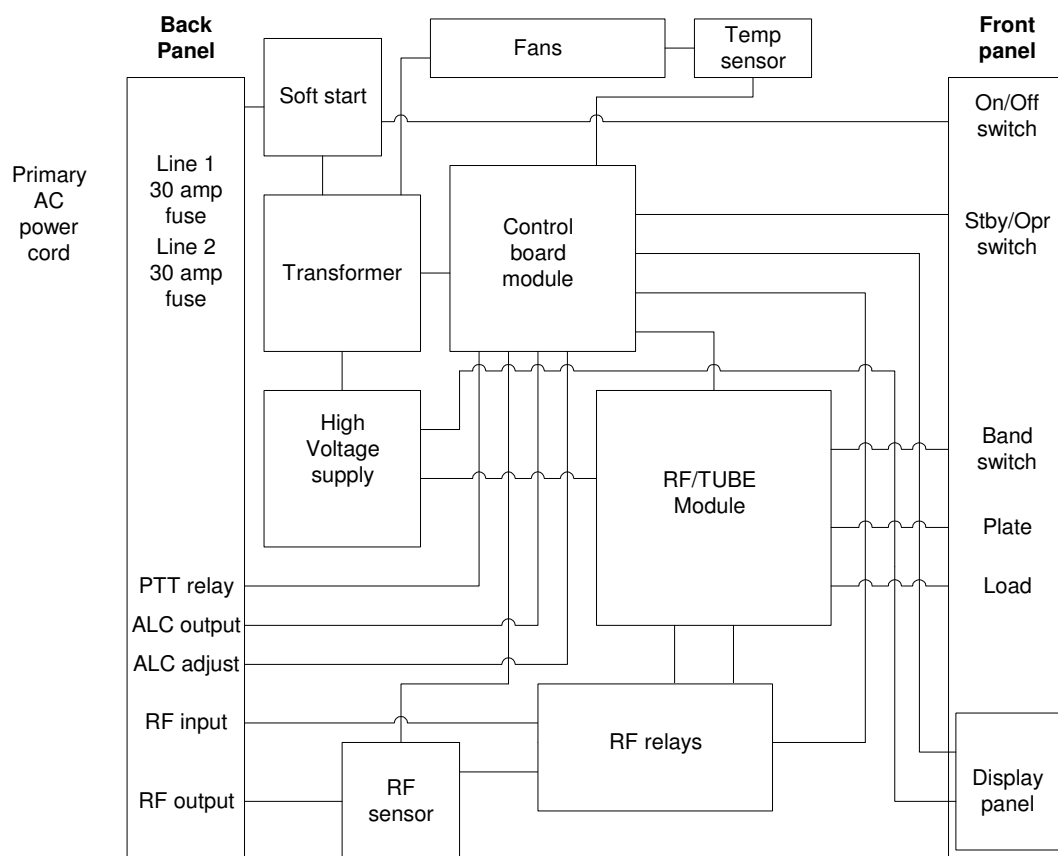 Back
Panel
Front
panel
Fans
Temp
sensor
Soft start
On/Off
switch
Primary
AC
power
cord
Line 1
30 amp
fuse
Line 2
30 amp
fuse
Transformer
Control
board
module
Stby/Opr
switch
High
Voltage
supply
RF/TUBE
Module
Band
switch
Plate
Load
PTT relay
ALC output
ALC adjust
RF input
RF output
RF relays
RF
sensor
Display
panel